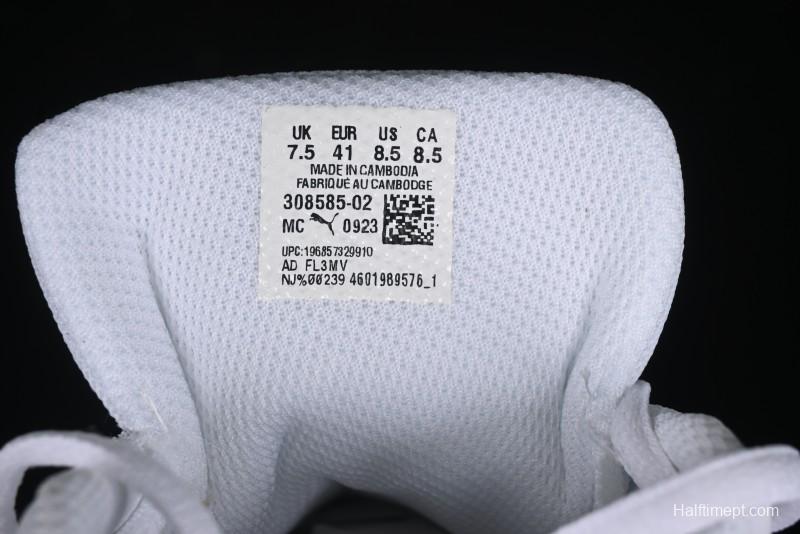 UK EUR US CA
7.5 41 8.5 8.5
MADE IN CAMBODIA
FABRIQUÉ AU CAMBODGE
308585-02
MC 0923
UPC:196857329910
AD FL3MV
NJ%00239 4601989576_1
Halftimept.com